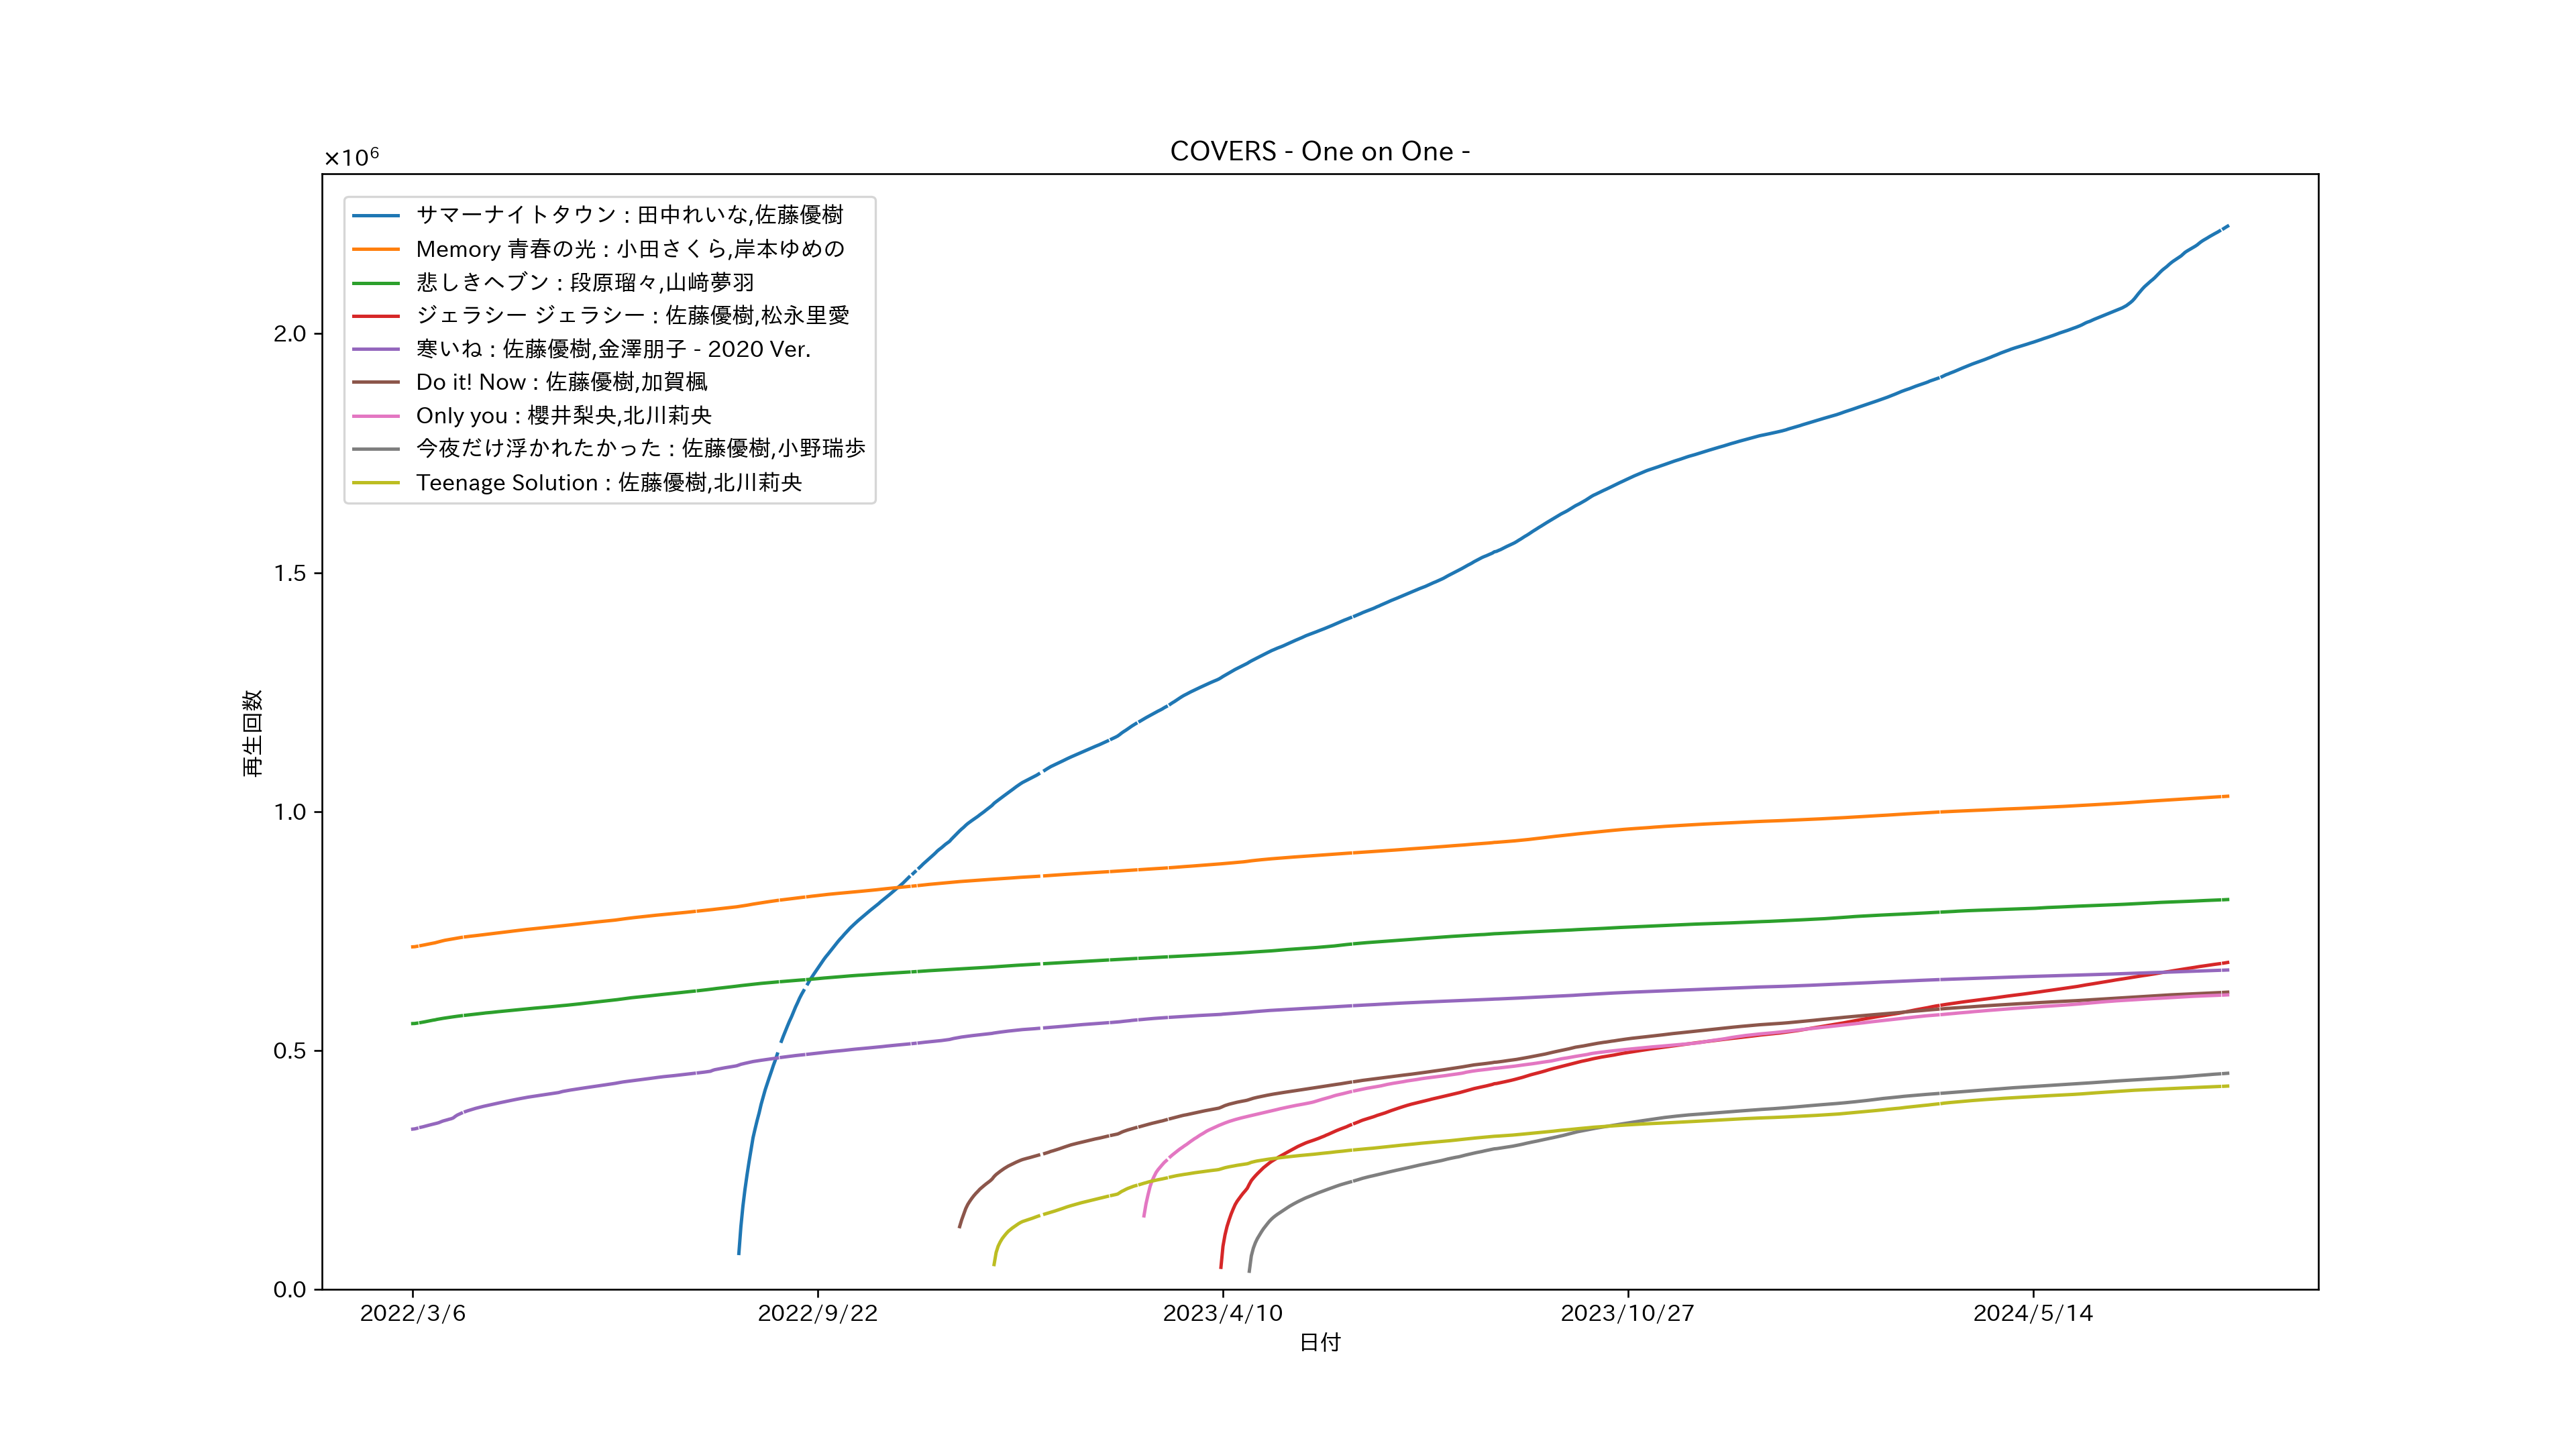 COVERS - One on One -
×10⁶
サマーナイトタウン : 田中れいな,佐藤優樹
Memory 青春の光 : 小田さくら,岸本ゆめの
悲しきヘブン : 段原瑠々,山﨑夢羽
ジェラシー ジェラシー : 佐藤優樹,松永里愛
寒いね : 佐藤優樹,金澤朋子 - 2020 Ver.
Do it! Now : 佐藤優樹,加賀楓
Only you : 櫻井梨央,北川莉央
今夜だけ浮かれたかった : 佐藤優樹,小野瑞歩
Teenage Solution : 佐藤優樹,北川莉央
2.0
1.5
1.0
0.5
0.0
再生回数
2022/3/6
2022/9/22
2023/4/10
2023/10/27
2024/5/14
日付